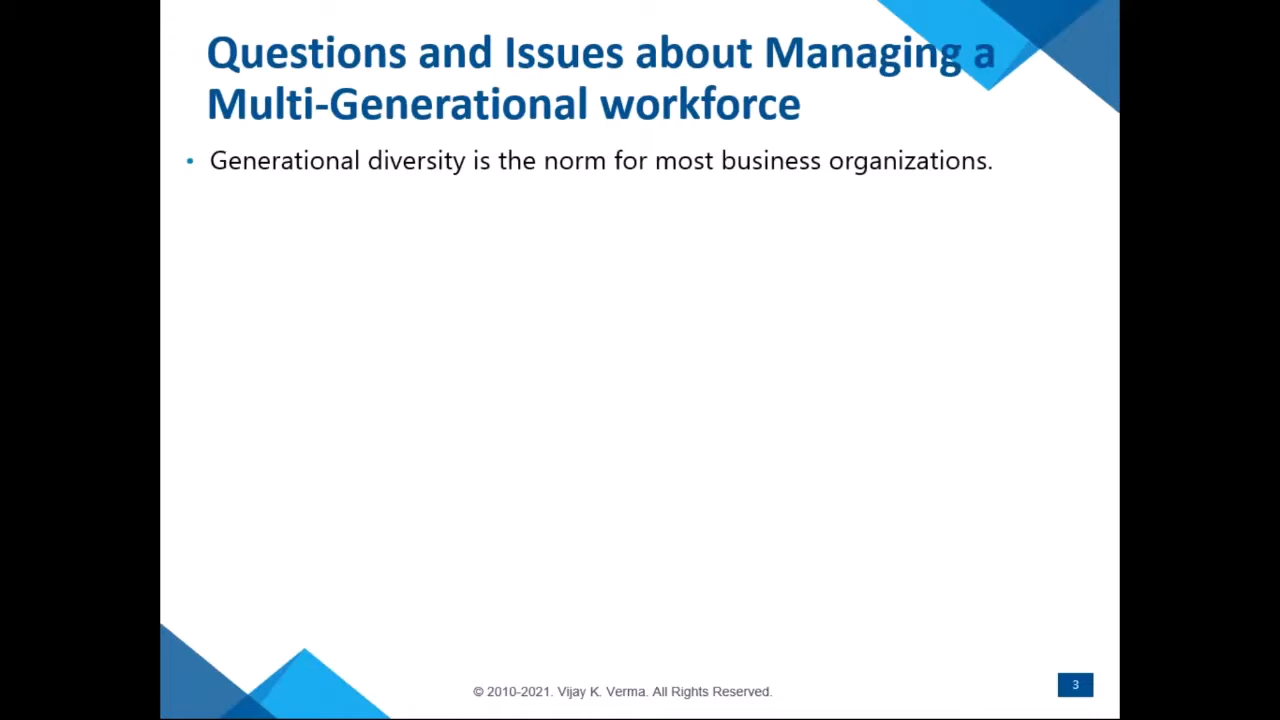 Questions and Issues about Managing a
Multi-Generational workforce
• Generational diversity is the norm for most business organizations.
© 2010-2021. Vijay K. Verma. All Rights Reserved.
3